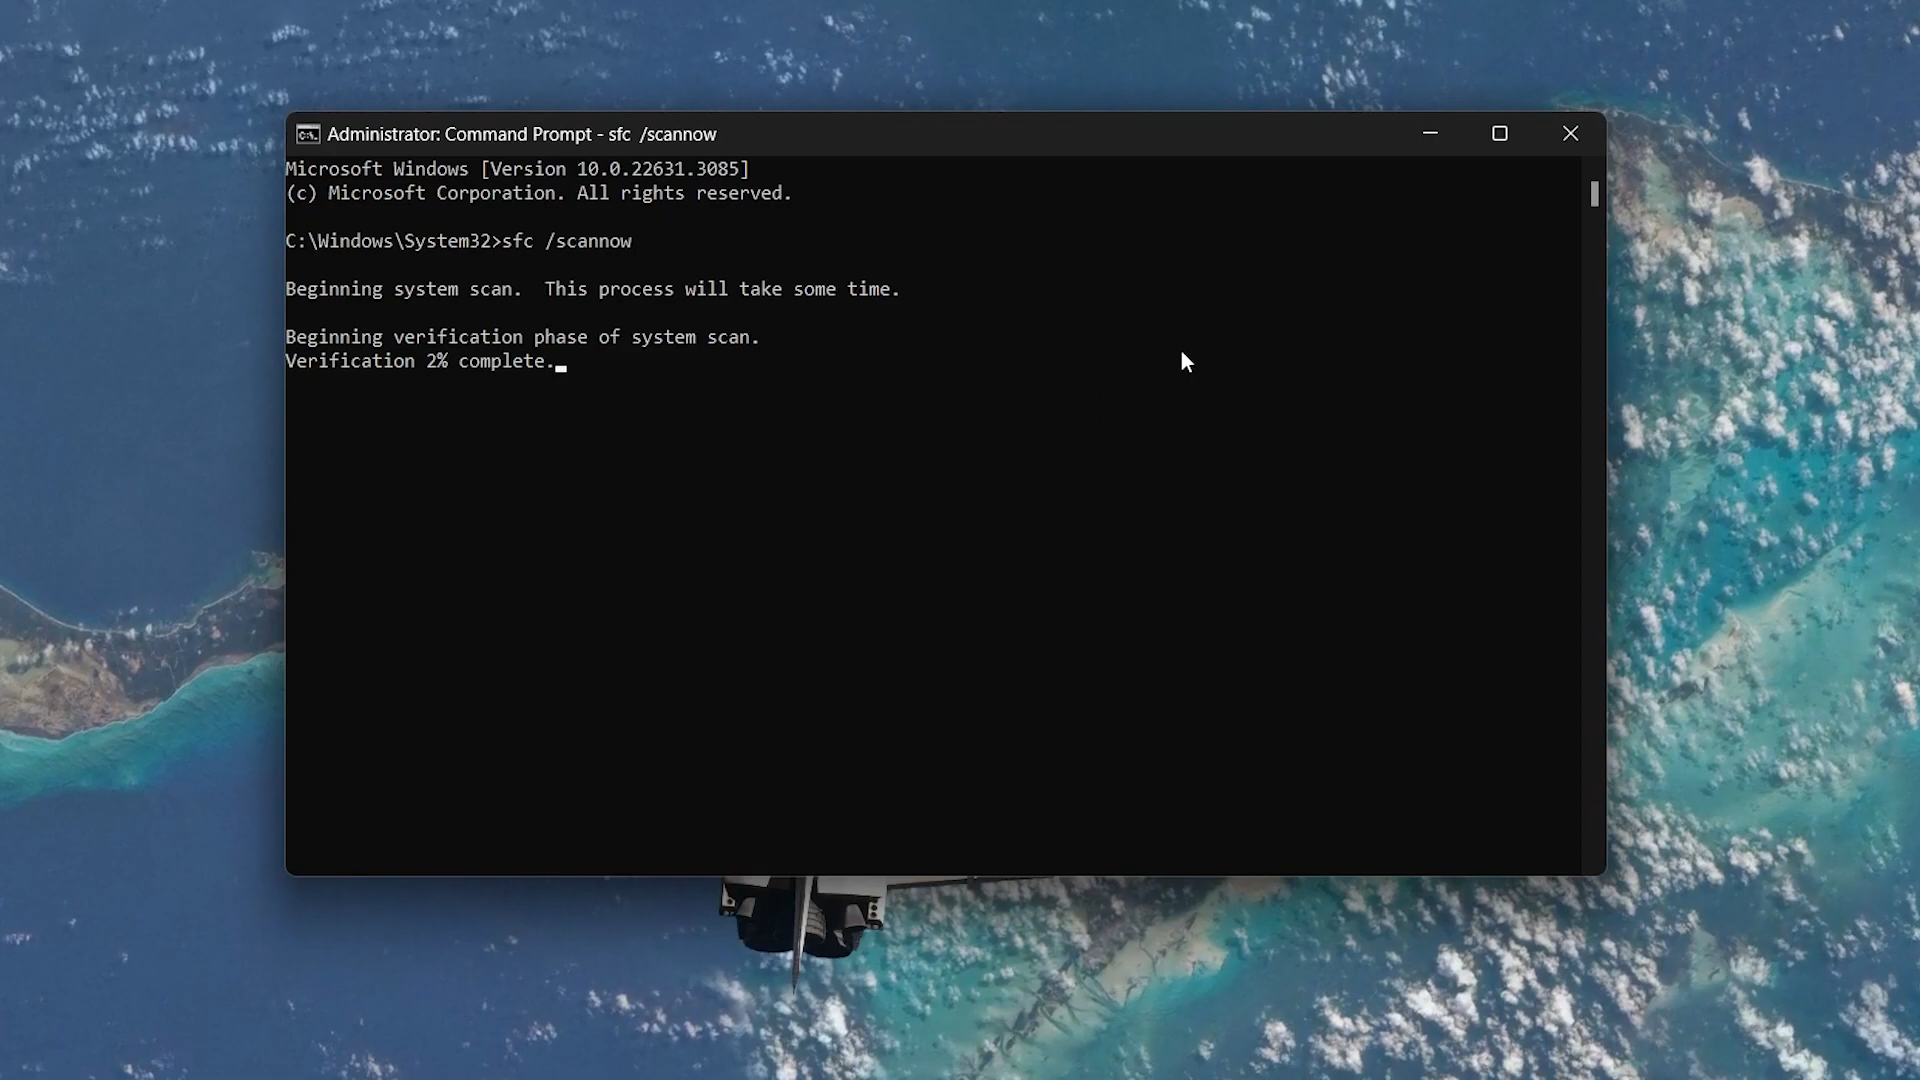 Administrator: Command Prompt - sfc  /scannow
Microsoft Windows [Version 10.0.22631.3085]
(c) Microsoft Corporation. All rights reserved.
C:\Windows\System32>sfc /scannow
Beginning system scan.  This process will take some time.
Beginning verification phase of system scan.
Verification 2% complete.